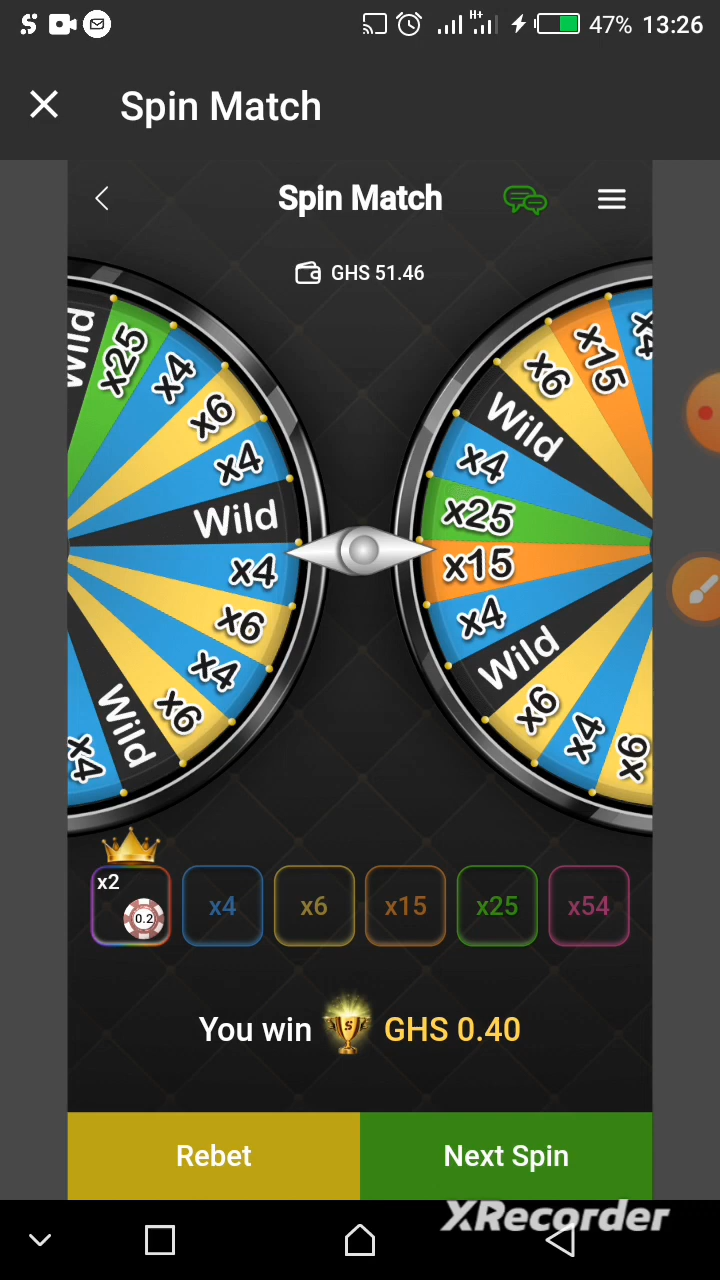 H+ 47% 13:26
Spin Match
Spin Match
GHS 51.46
Wild x25 x4 x6 x4 Wild x4 x6 x4 x6 Wild x4
x4 x15 x6 Wild x4 x25 x15 x4 Wild x6 x4 x6
x2 0.2 x4 x6 x15 x25 x54
You win S GHS 0.40
Rebet Next Spin
XRecorder